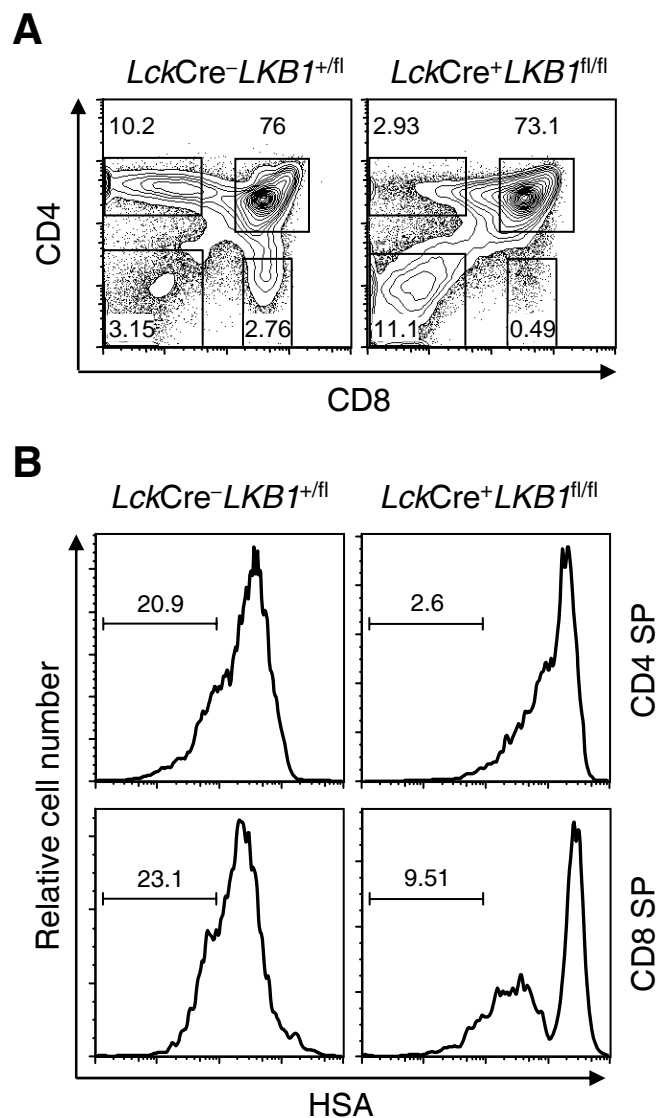 A
LckCre–LKB1+/fl LckCre+LKB1fl/fl
10.2 76 2.93 73.1
CD4
3.15 2.76 11.1 0.49
CD8
B
LckCre–LKB1+/fl LckCre+LKB1fl/fl
20.9 2.6
CD4 SP
Relative cell number
23.1 9.51
CD8 SP
HSA